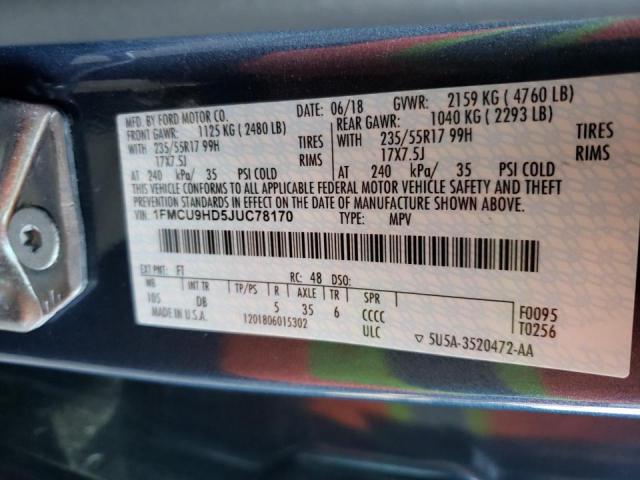 MFD. BY FORD MOTOR CO.
DATE: 06/18 GVWR: 2159 KG ( 4760 LB)
FRONT GAWR: 1125 KG ( 2480 LB) REAR GAWR: 1040 KG ( 2293 LB)
WITH 235/55R17 99H TIRES WITH 235/55R17 99H TIRES
17X7.5J RIMS 17X7.5J RIMS
AT 240 kPa/ 35 PSI COLD AT 240 kPa/ 35 PSI COLD
THIS VEHICLE CONFORMS TO ALL APPLICABLE FEDERAL MOTOR VEHICLE SAFETY AND THEFT
PREVENTION STANDARDS IN EFFECT ON THE DATE OF MANUFACTURE SHOWN ABOVE.
VIN: 1FMCU9HD5JUC78170 TYPE: MPV
EXT PNT: FT RC: 48 DSO:
WB INT TR TP/PS R AXLE TR SPR
105 DB 5 35 6 CCCC
ULC
F0095
T0256
MADE IN U.S.A. 1201806015302
▽ 5U5A-3520472-AA